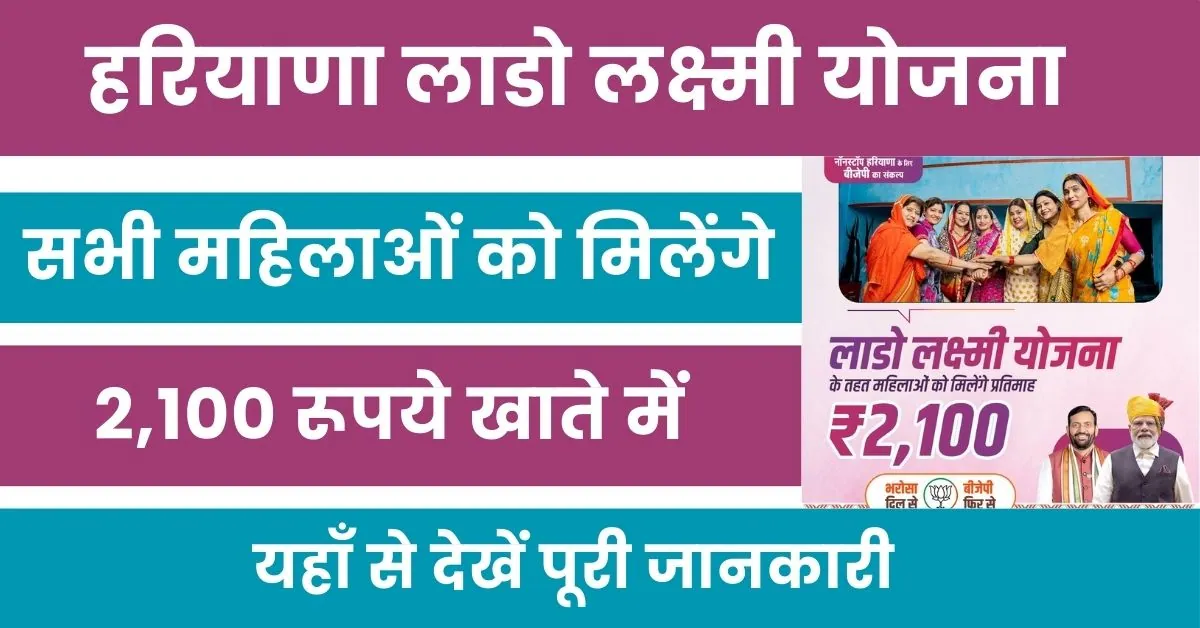 हरियाणा लाडो लक्ष्मी योजना
सभी महिलाओं को मिलेंगे
2,100 रूपये खाते में
यहाँ से देखें पूरी जानकारी
नॉनस्टॉप हरियाणा के लिए
बीजेपी का संकल्प
लाडो लक्ष्मी योजना
के तहत महिलाओं को मिलेंगे प्रतिमाह
₹2,100
भरोसा
दिल से
बीजेपी
फिर से